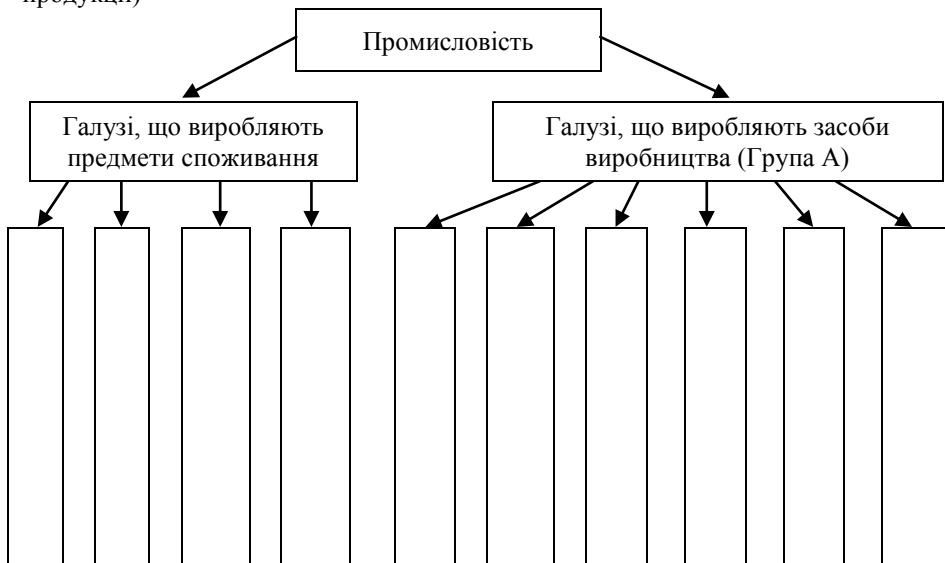 продукції)
Промисловість
Галузі, що виробляють
предмети споживання
Галузі, що виробляють засоби
виробництва (Група А)